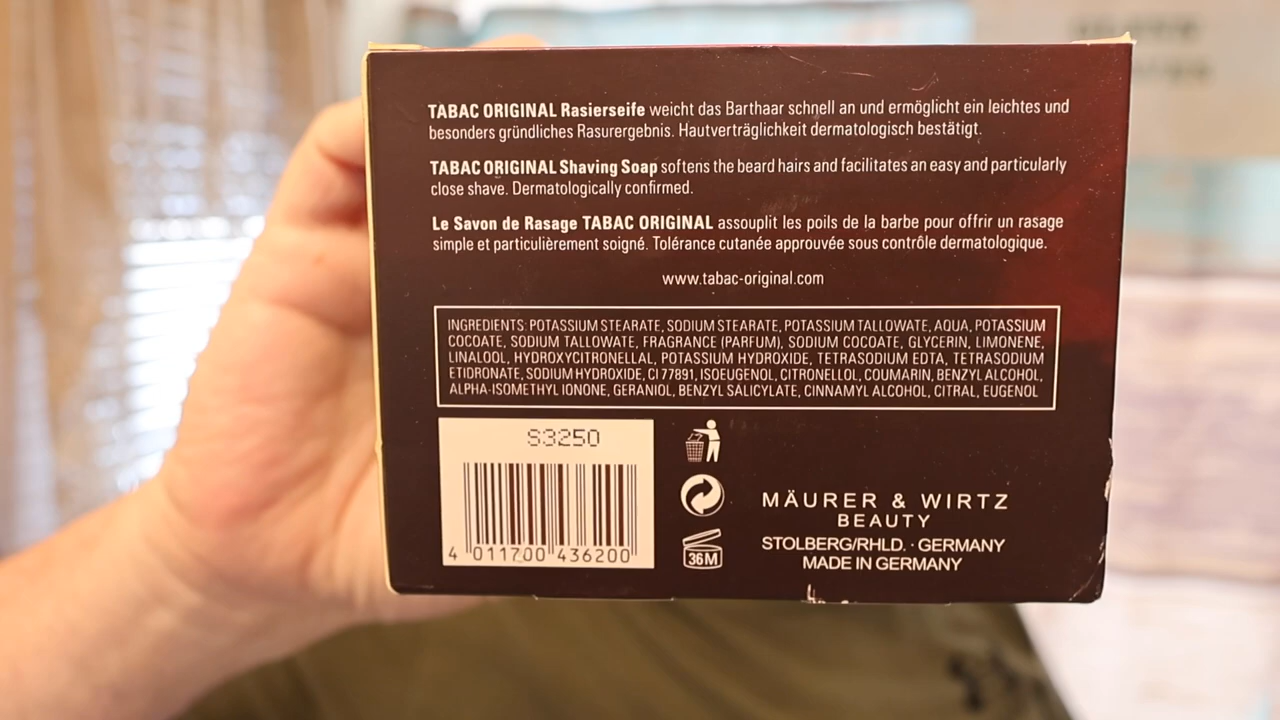 TABAC ORIGINAL Rasierseife weicht das Barthaar schnell an und ermöglicht ein leichtes und
besonders gründliches Rasurergebnis. Hautverträglichkeit dermatologisch bestätigt.
TABAC ORIGINAL Shaving Soap softens the beard hairs and facilitates an easy and particularly
close shave. Dermatologically confirmed.
Le Savon de Rasage TABAC ORIGINAL assouplit les poils de la barbe pour offrir un rasage
simple et particulièrement soigné. Tolérance cutanée approuvée sous contrôle dermatologique.
www.tabac-original.com
INGREDIENTS: POTASSIUM STEARATE, SODIUM STEARATE, POTASSIUM TALLOWATE, AQUA, POTASSIUM
COCOATE, SODIUM TALLOWATE, FRAGRANCE (PARFUM), SODIUM COCOATE, GLYCERIN, LIMONENE,
LINALOOL, HYDROXYCITRONELLAL, POTASSIUM HYDROXIDE, TETRASODIUM EDTA, TETRASODIUM
ETIDRONATE, SODIUM HYDROXIDE, CI 77891, ISOEUGENOL, CITRONELLOL, COUMARIN, BENZYL ALCOHOL,
ALPHA-ISOMETHYL IONONE, GERANIOL, BENZYL SALICYLATE, CINNAMYL ALCOHOL, CITRAL, EUGENOL
S3250
4 011700 436200
36M
MÄURER & WIRTZ
BEAUTY
STOLBERG/RHLD. · GERMANY
MADE IN GERMANY